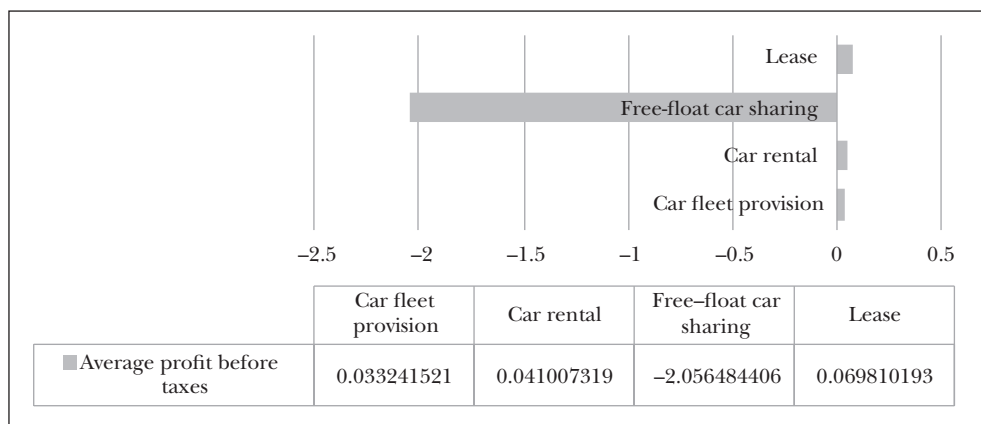 Lease
Free-float car sharing
Car rental
Car fleet provision
–2.5 –2 –1.5 –1 –0.5 0 0.5
Car fleet
provision
Car rental
Free–float car
sharing
Lease
Average profit before
taxes
0.033241521 0.041007319 –2.056484406 0.069810193